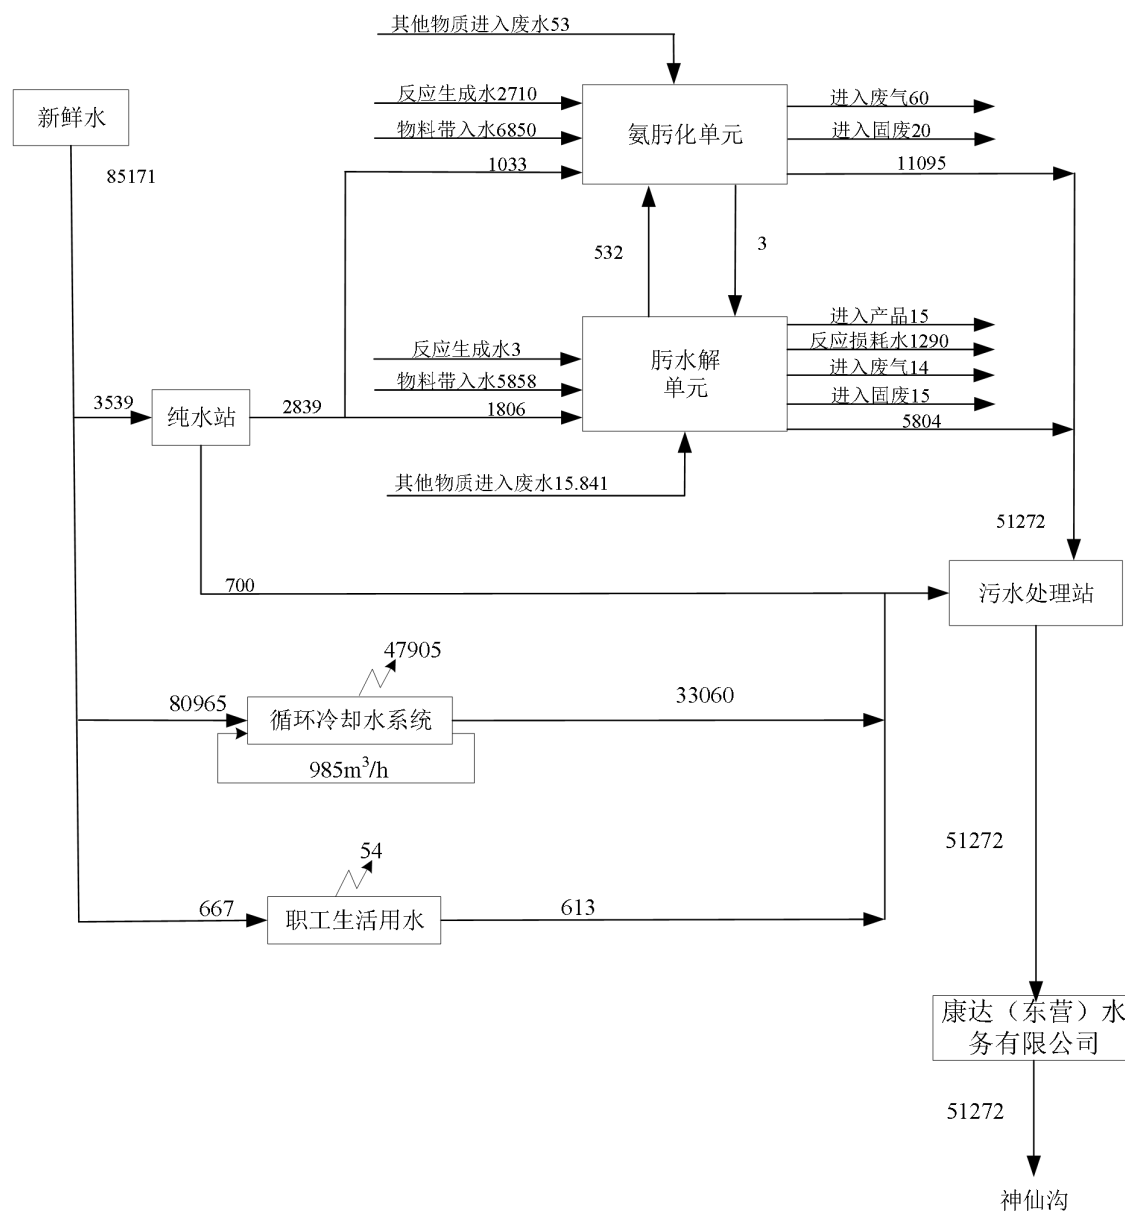 其他物质进入废水53
新鲜水
85171
反应生成水2710
物料带入水6850
1033
氨肟化单元
进入废气60
进入固废20
11095
532
3
反应生成水3
物料带入水5858
1806
肟水解
单元
进入产品15
反应损耗水1290
进入废气14
进入固废15
5804
3539
纯水站
2839
其他物质进入废水15.841
51272
700
污水处理站
47905
80965
循环冷却水系统
33060
985m³/h
51272
54
667
职工生活用水
613
康达（东营）水
务有限公司
51272
神仙沟